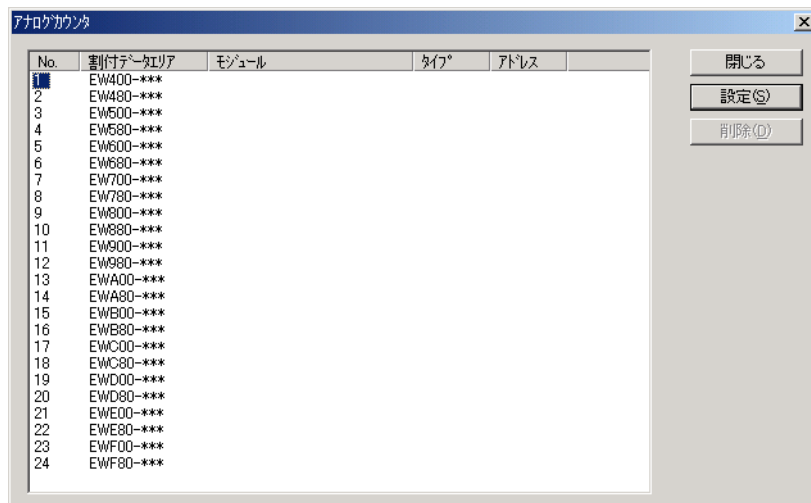 アナログカウンタ
No. 割付データエリア モジュール タイプ アドレス
1 EW400-***
2 EW480-***
3 EW500-***
4 EW580-***
5 EW600-***
6 EW680-***
7 EW700-***
8 EW780-***
9 EW800-***
10 EW880-***
11 EW900-***
12 EW980-***
13 EWA00-***
14 EWA80-***
15 EWB00-***
16 EWB80-***
17 EWC00-***
18 EWC80-***
19 EWD00-***
20 EWD80-***
21 EWE00-***
22 EWE80-***
23 EWF00-***
24 EWF80-***
閉じる
設定(S)
削除(D)